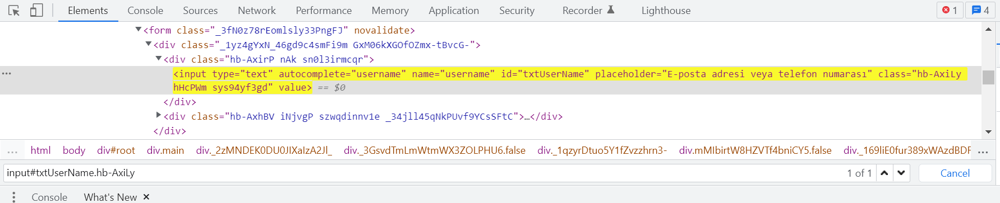 Elements Console Sources Network Performance Memory Application Security Recorder Lighthouse 1 4
<form class="_3fN0z78rEomlsly33PngFJ" novalidate>
<div class="_1yz4gYxN_46gd9c4smFi9m GxM06kXGOfOZmx-tBvcG-">
<div class="hb-AxirP nAk sn0l3irmcqr">
… <input type="text" autocomplete="username" name="username" id="txtUserName" placeholder="E-posta adresi veya telefon numarası" class="hb-AxiLy
hHcPWm sys94yf3gd" value> == $0
</div>
<div class="hb-AxhBV iNjvgP szwqdinnv1e _34jll45qNkPUvf9YCsSFtC">…</div>
</div>
… html body div#root div.main div._2zMNDEK0DU0JIXaIzA2Jl_ div._3GsvdTmLmWtmWX3ZOLPHU6.false div._1qzyrDtuo5Y1fZvzzhrn3- div.mMIbirtW8HZVTf4bniCY5.false div._169liE0fur389xWAzdBDF …
input#txtUserName.hb-AxiLy 1 of 1 Cancel
Console What's New ×